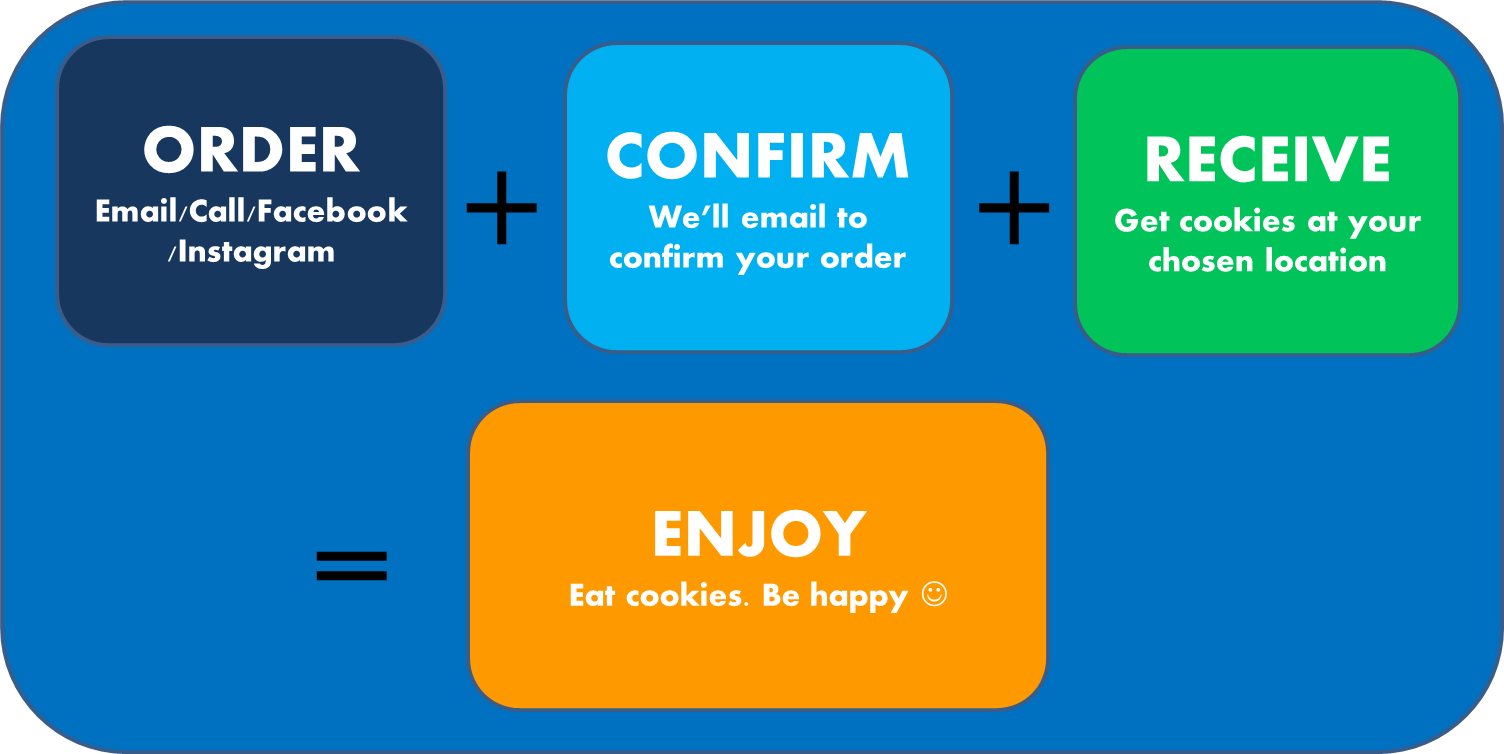 ORDER
Email/Call/Facebook
/Instagram
+
CONFIRM
We’ll email to
confirm your order
+
RECEIVE
Get cookies at your
chosen location
=
ENJOY
Eat cookies. Be happy ☺